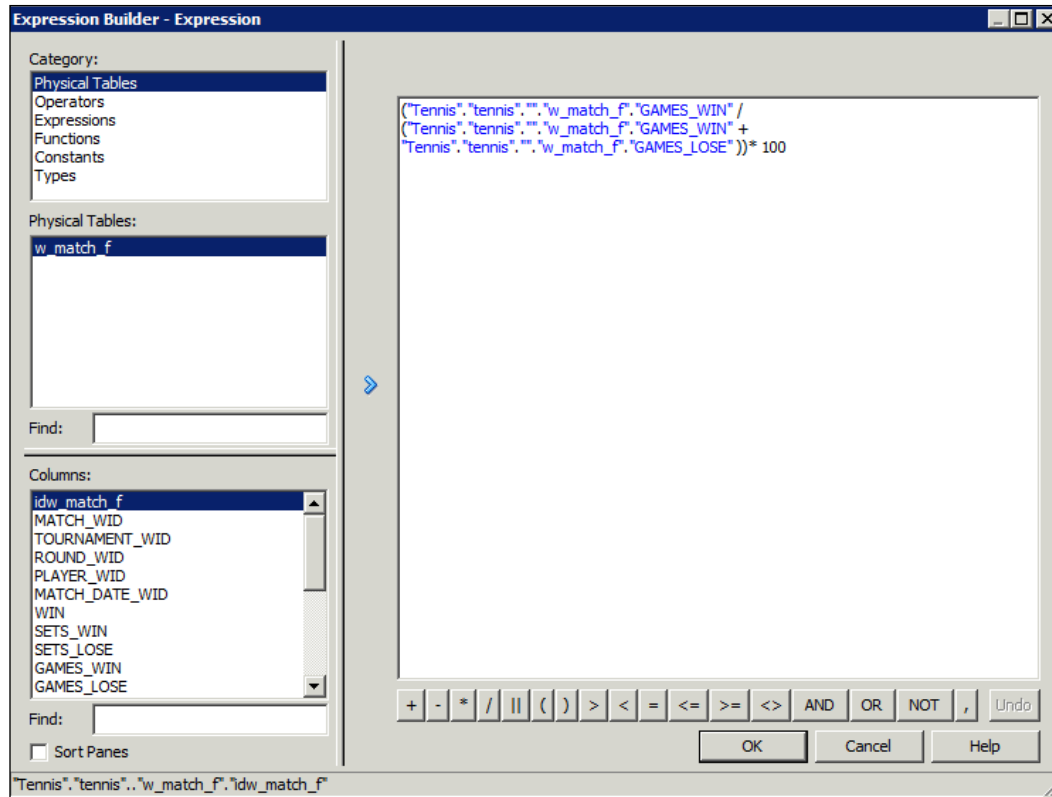 Expression Builder - Expression
Category:
Physical Tables
Operators
Expressions
Functions
Constants
Types
Physical Tables:
w_match_f
Find:
Columns:
idw_match_f
MATCH_WID
TOURNAMENT_WID
ROUND_WID
PLAYER_WID
MATCH_DATE_WID
WIN
SETS_WIN
SETS_LOSE
GAMES_WIN
GAMES_LOSE
Find:
Sort Panes
("Tennis"."tennis".""."w_match_f"."GAMES_WIN" /
("Tennis"."tennis".""."w_match_f"."GAMES_WIN" +
"Tennis"."tennis".""."w_match_f"."GAMES_LOSE" ))* 100
+ - * / || ( ) > < = <= >= <> AND OR NOT , Undo
OK Cancel Help
"Tennis"."tennis".."w_match_f"."idw_match_f"